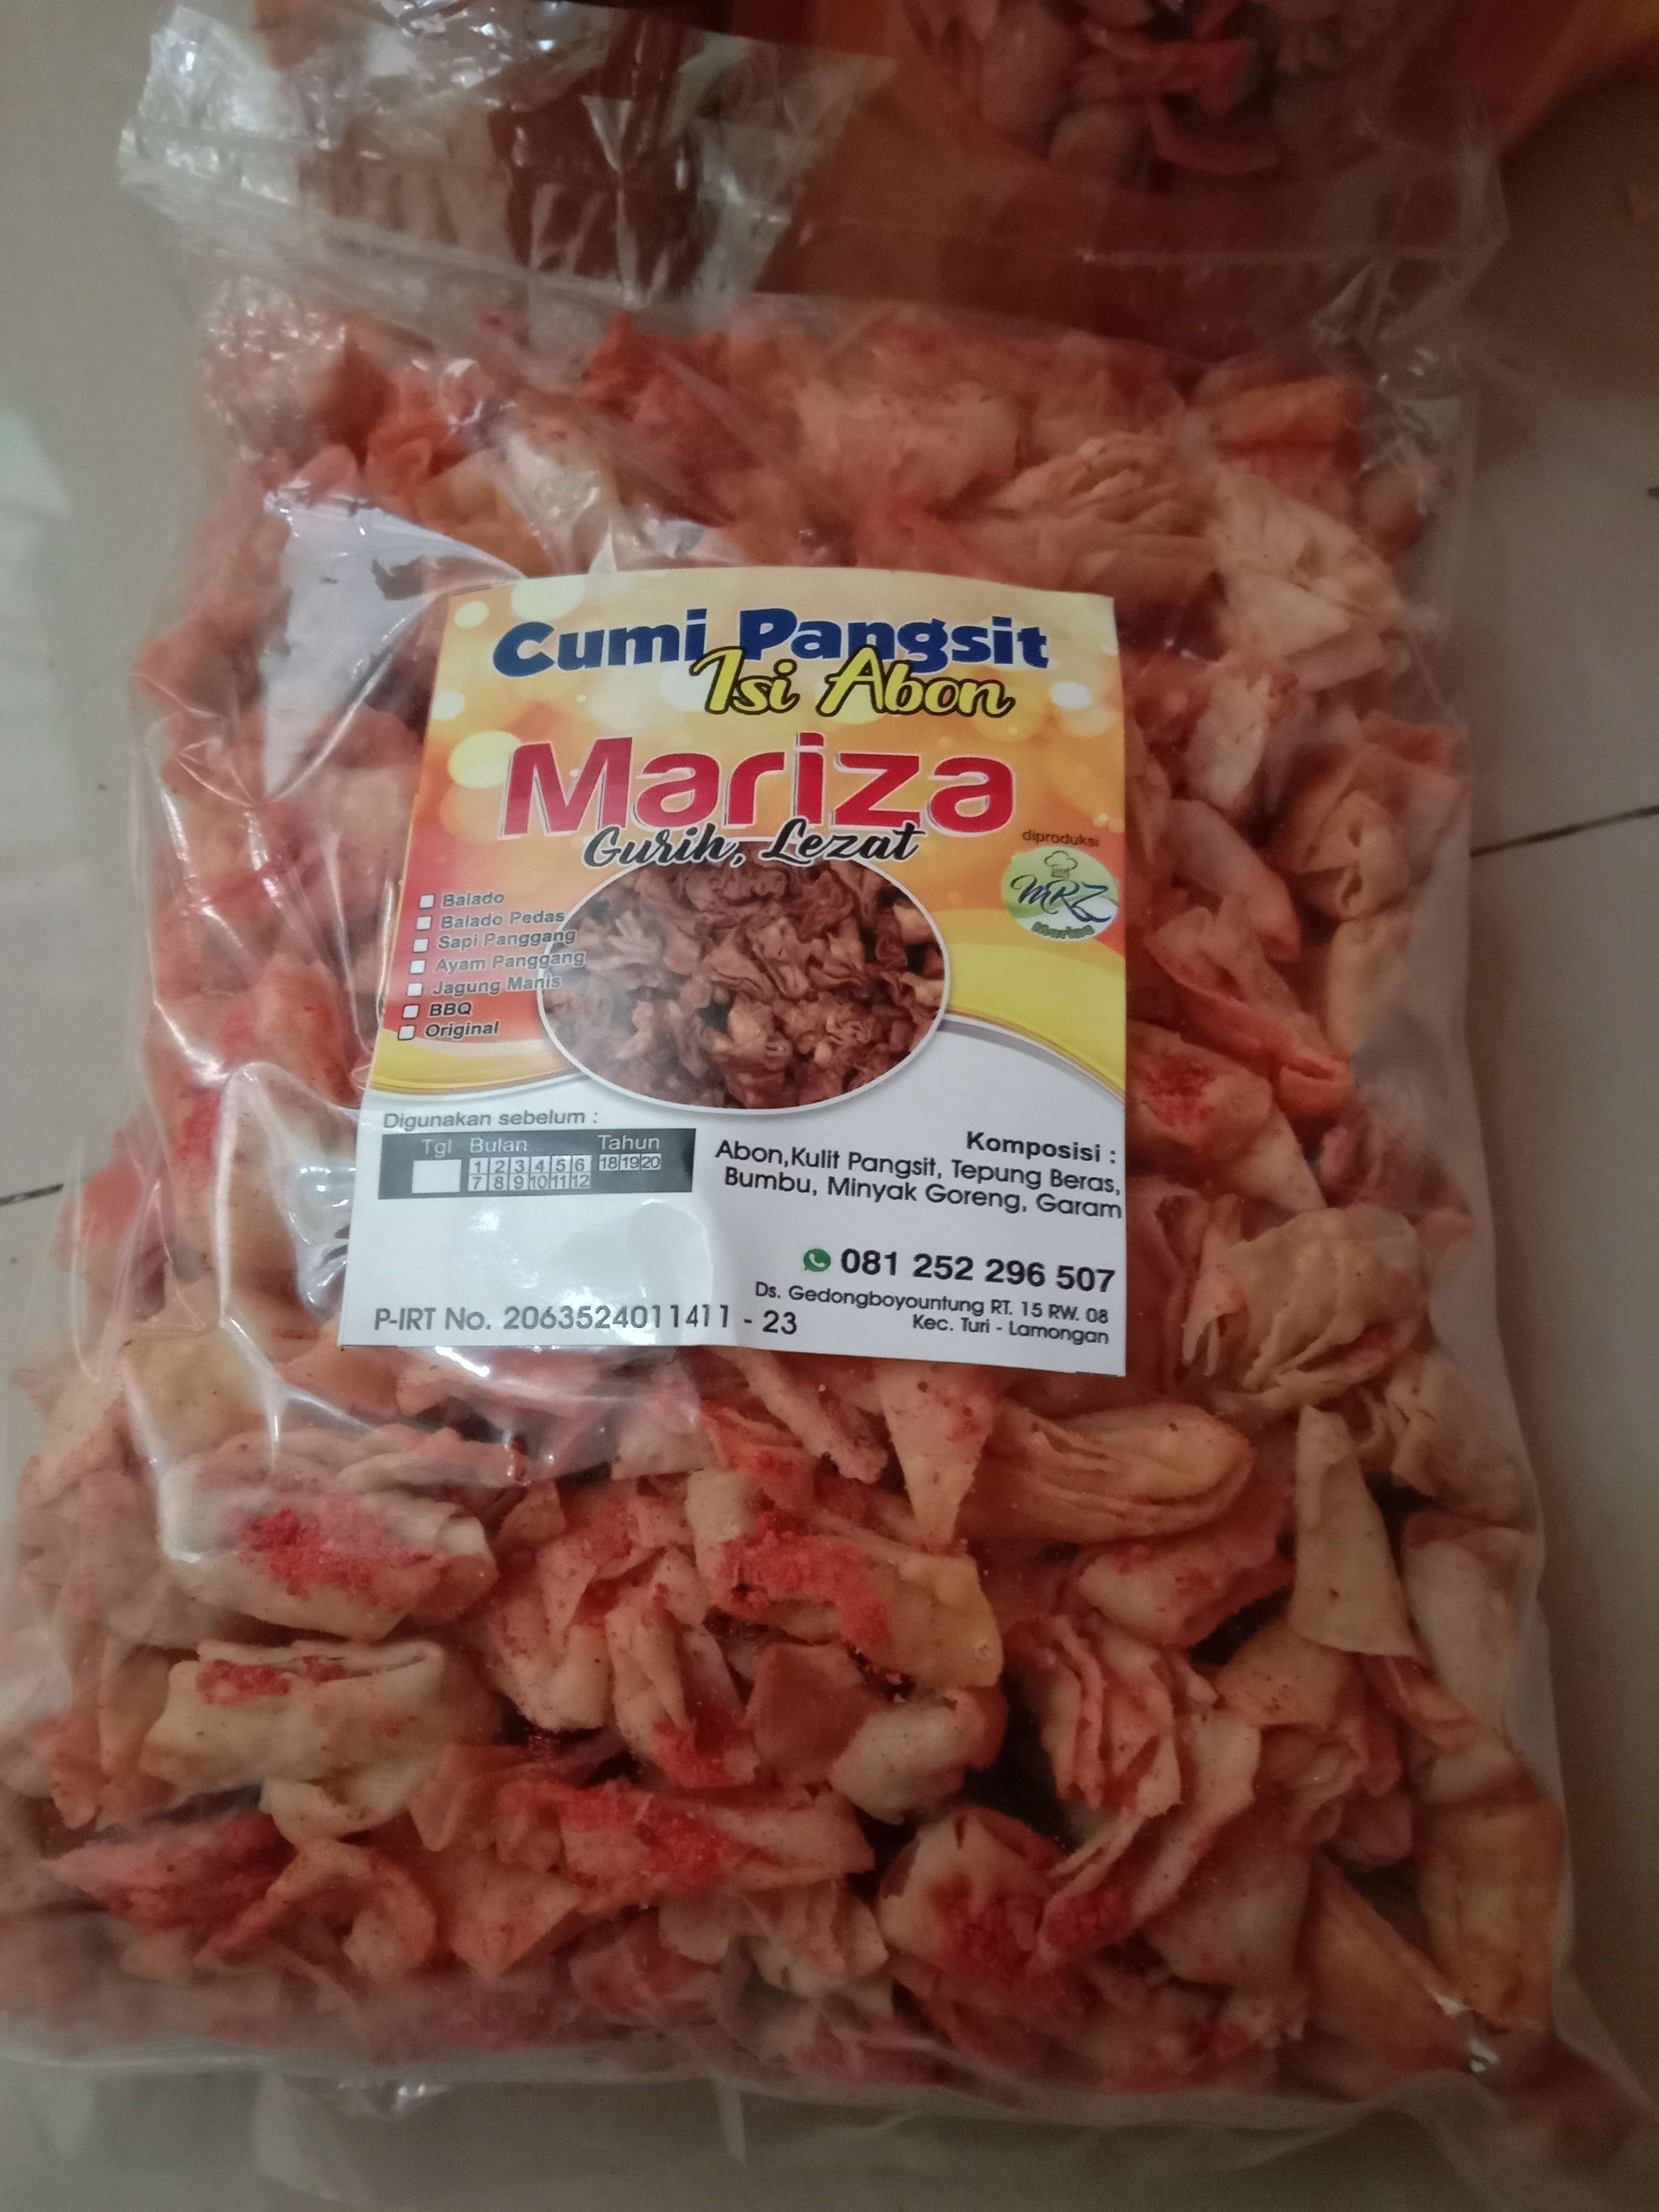 Cumi Pangsit
Isi Abon
Mariza
Gurih, Lezat
diproduksi
MRZ
Mariza
Balado
Balado Pedas
Sapi Panggang
Ayam Panggang
Jagung Manis
BBQ
Original
Digunakan sebelum :
Tgl Bulan Tahun
1 2 3 4 5 6 18 19 20
7 8 9 10 11 12
Komposisi :
Abon,Kulit Pangsit, Tepung Beras,
Bumbu, Minyak Goreng, Garam
081 252 296 507
Ds. Gedongboyountung RT. 15 RW. 08
Kec. Turi - Lamongan
P-IRT No. 2063524011411 - 23